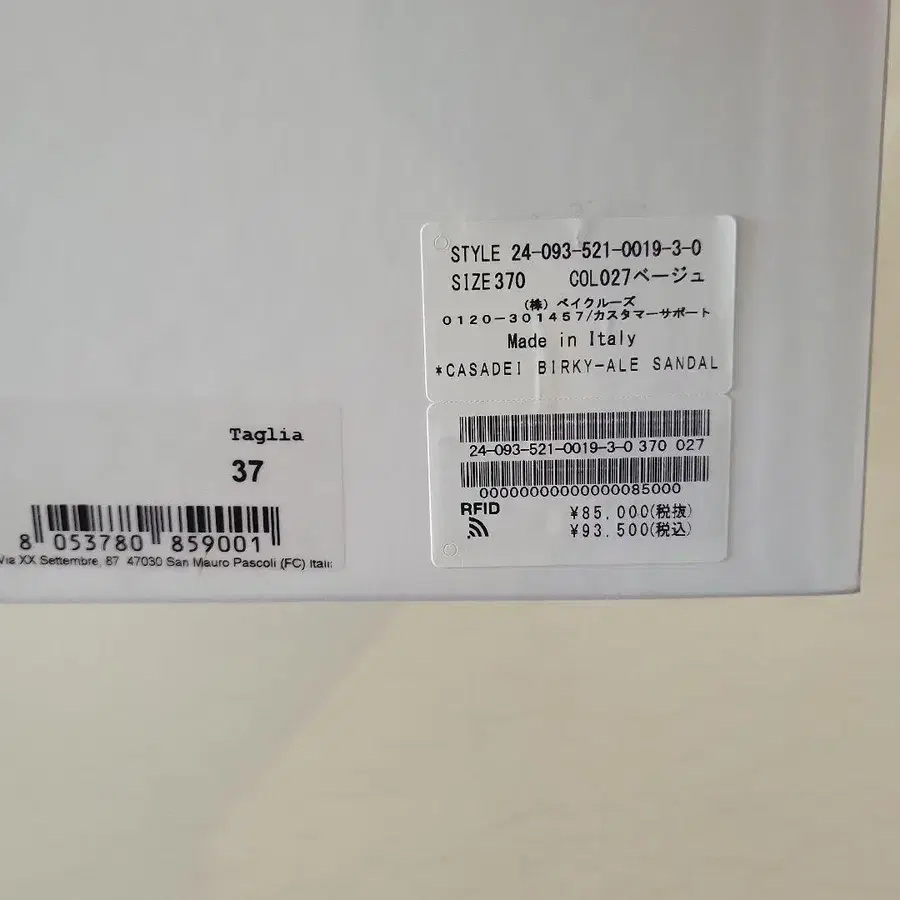 STYLE 24-093-521-0019-3-0
SIZE370 COL027ベージュ
(株) ベイクルーズ
0120-301457/カスタマーサポート
Made in Italy
*CASADEI BIRKY-ALE SANDAL
24-093-521-0019-3-0 370 027
00000000000000085000
RFID
¥85,000(税抜)
¥93,500(税込)
Taglia
37
8 053780 859001
Via XX Settembre, 87 47030 San Mauro Pascoli (FC) Italia